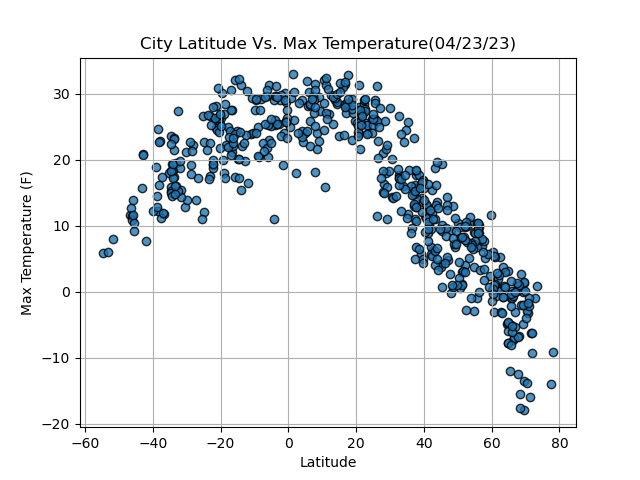 City Latitude Vs. Max Temperature(04/23/23)
Max Temperature (F)
30
20
10
0
−10
−20
−60 −40 −20 0 20 40 60 80
Latitude